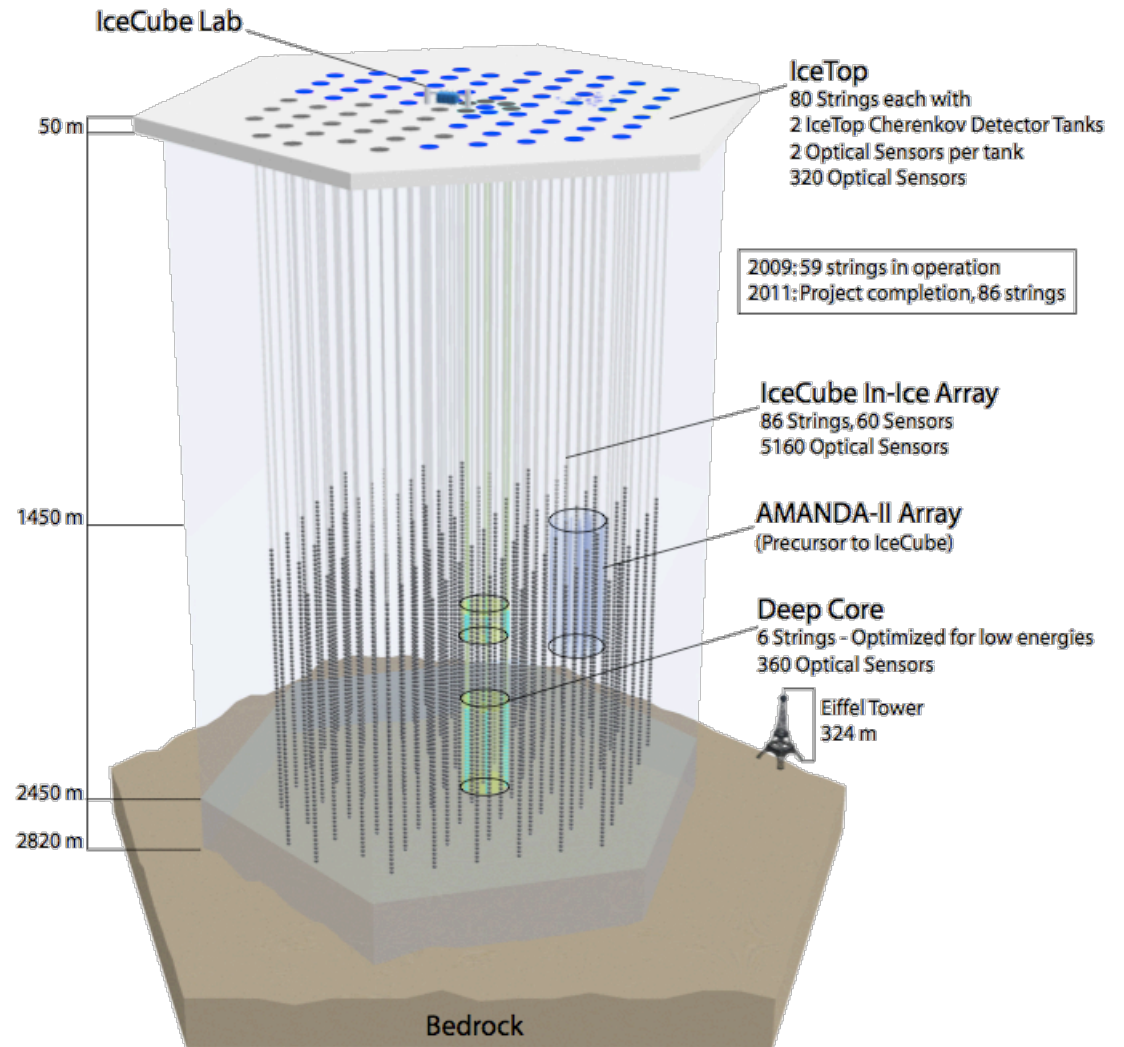 IceCube Lab
IceTop
80 Strings each with
2 IceTop Cherenkov Detector Tanks
2 Optical Sensors per tank
320 Optical Sensors
50 m
2009: 59 strings in operation
2011: Project completion, 86 strings
IceCube In-Ice Array
86 Strings, 60 Sensors
5160 Optical Sensors
1450 m
AMANDA-II Array
(Precursor to IceCube)
Deep Core
6 Strings - Optimized for low energies
360 Optical Sensors
Eiffel Tower
324 m
2450 m
2820 m
Bedrock